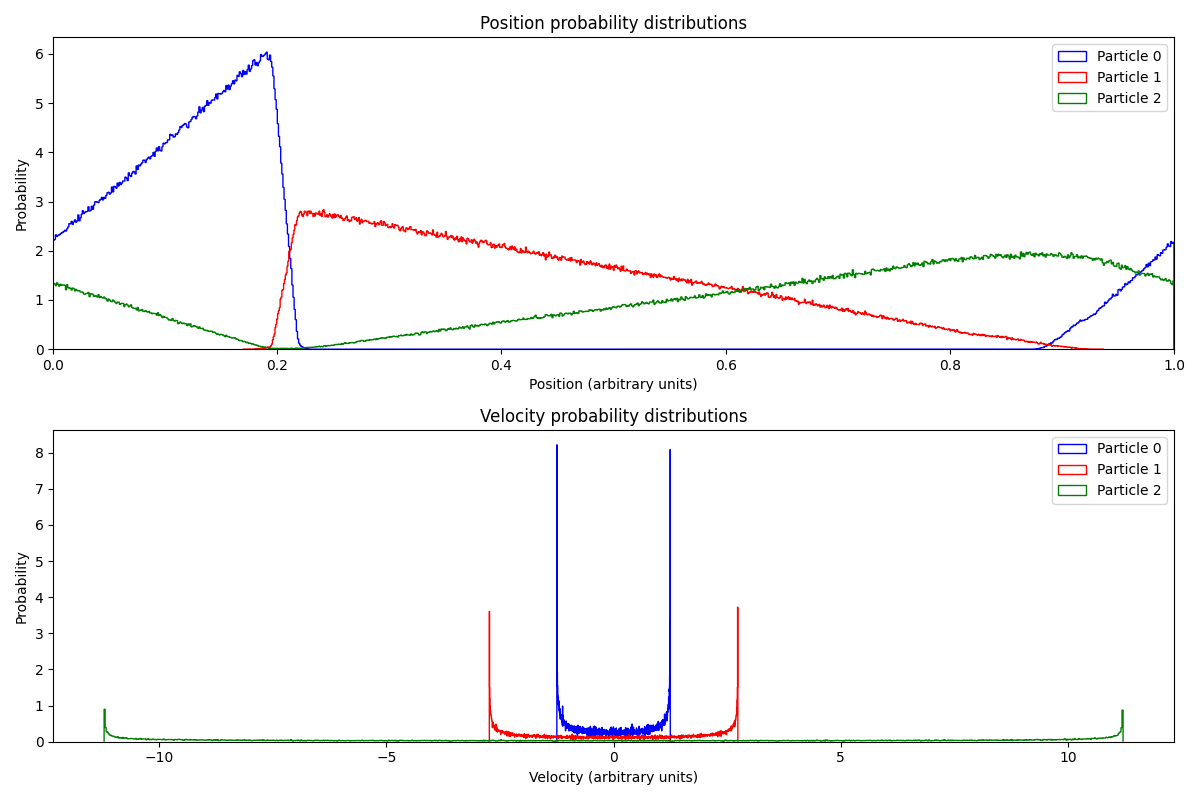 Position probability distributions
Probability
6
5
4
3
2
1
0
Particle 0
Particle 1
Particle 2
0.0
0.2
0.4
0.6
0.8
1.0
Position (arbitrary units)
Velocity probability distributions
Probability
8
7
6
5
4
3
2
1
0
Particle 0
Particle 1
Particle 2
−10
−5
0
5
10
Velocity (arbitrary units)